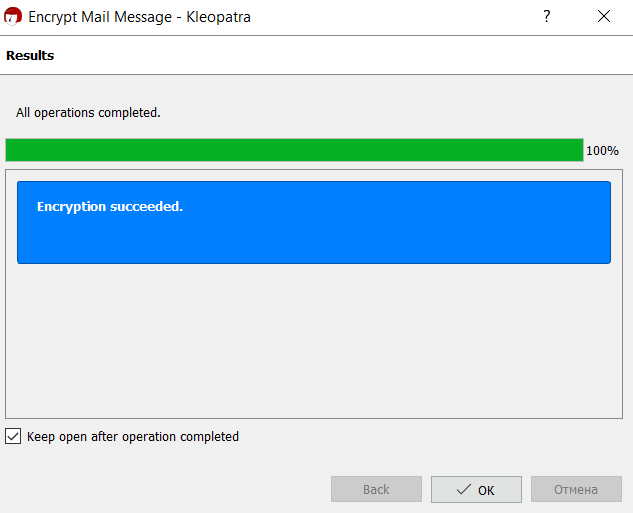 Encrypt Mail Message - Kleopatra
?
Results
All operations completed.
100%
Encryption succeeded.
Keep open after operation completed
Back
OK
Отмена